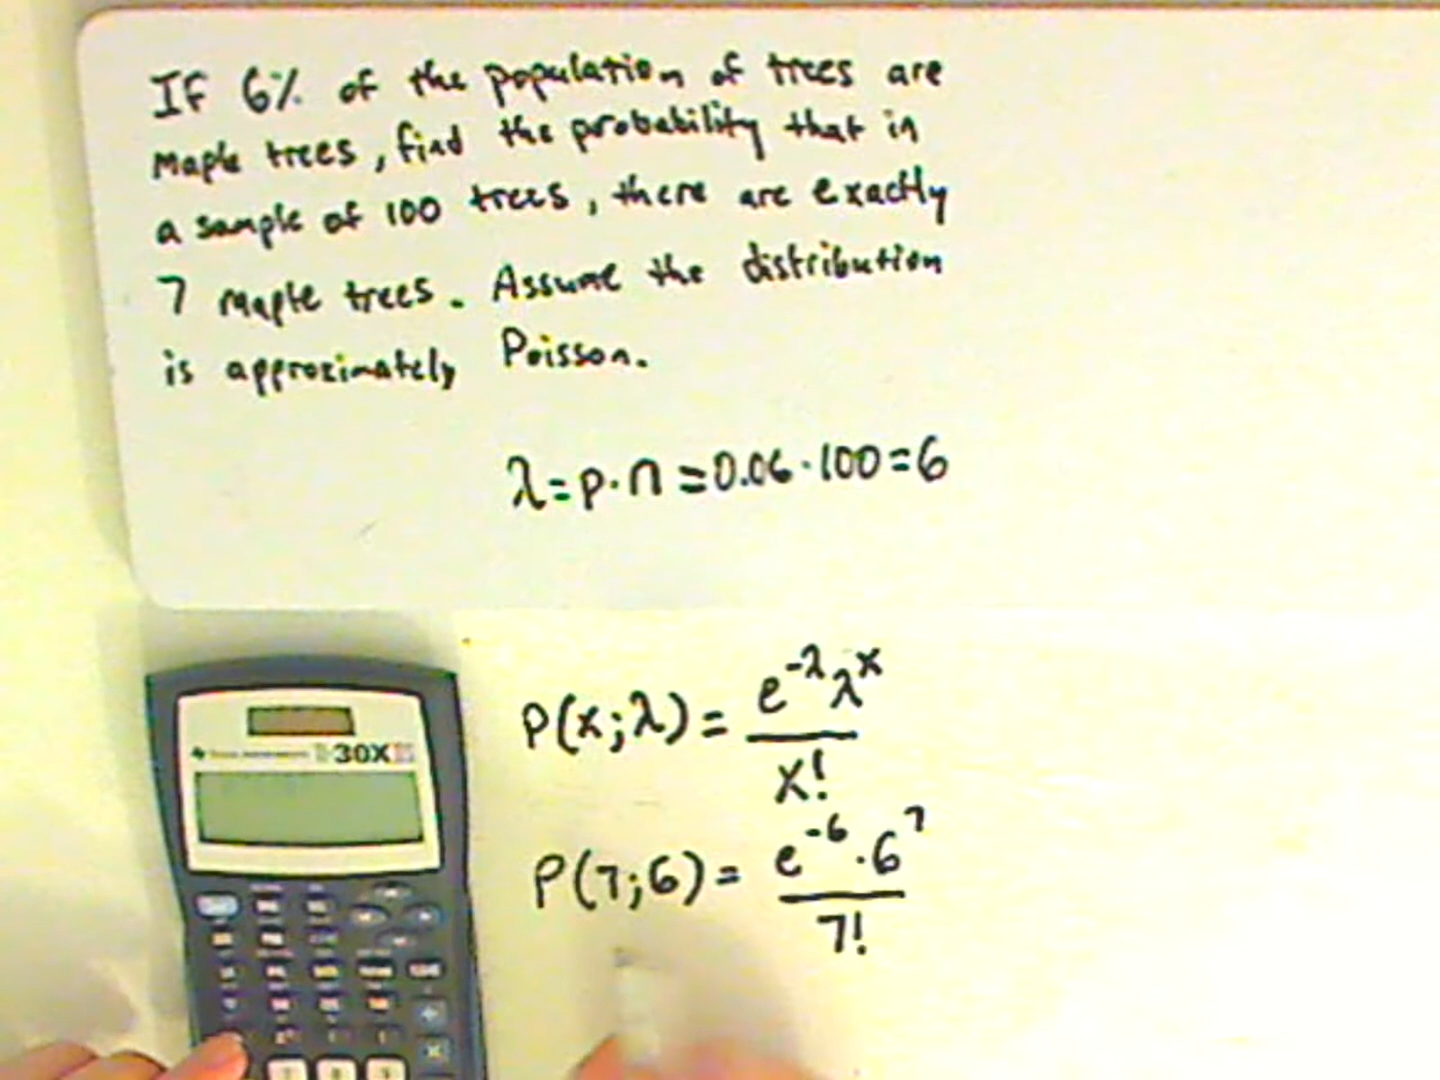 If 6% of the population of trees are
maple trees, find the probability that in
a sample of 100 trees, there are exactly
7 maple trees. Assume the distribution
is approximately Poisson.
λ=p·n=0.06·100=6
30X
P(x;λ)= e^-λ λ^x
x!
P(7;6)= e^-6 · 6^7
7!